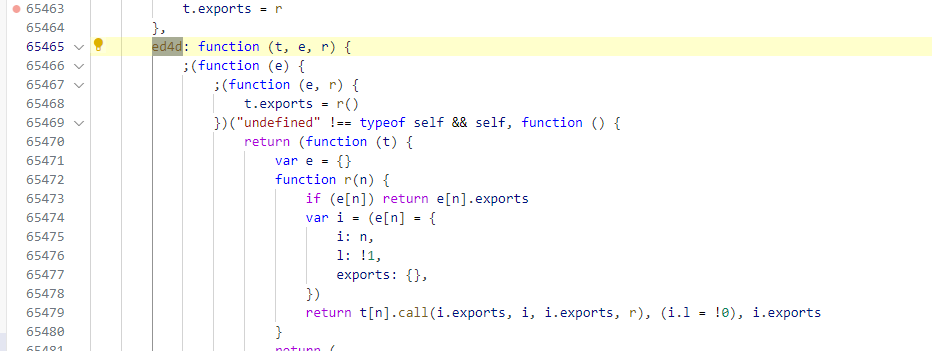 65463 t.exports = r
65464 },
65465 ed4d: function (t, e, r) {
65466 ;(function (e) {
65467 ;(function (e, r) {
65468 t.exports = r()
65469 })("undefined" !== typeof self && self, function () {
65470 return (function (t) {
65471 var e = {}
65472 function r(n) {
65473 if (e[n]) return e[n].exports
65474 var i = (e[n] = {
65475 i: n,
65476 l: !1,
65477 exports: {},
65478 })
65479 return t[n].call(i.exports, i, i.exports, r), (i.l = !0), i.exports
65480 }
65481 return (